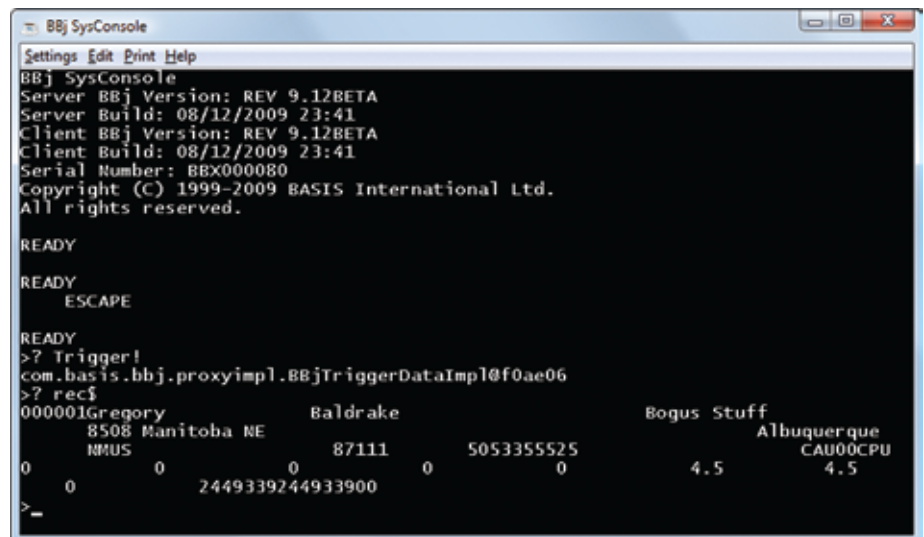 BBj SysConsole
Settings Edit Print Help
BBj SysConsole
Server BBj Version: REV 9.12BETA
Server Build: 08/12/2009 23:41
Client BBj Version: REV 9.12BETA
Client Build: 08/12/2009 23:41
Serial Number: BBX000080
Copyright (C) 1999-2009 BASIS International Ltd.
All rights reserved.
READY
READY
ESCAPE
READY
>? Trigger!
com.basis.bbj.proxyimpl.BBjTriggerDataImpl@f0ae06
>? rec$
000001Gregory Baldrake Bogus Stuff
8508 Manitoba NE Albuquerque
NMUS 87111 5053355525 CAU00CPU
0 0 0 0 0 4.5 4.5
0 2449339244933900
>_